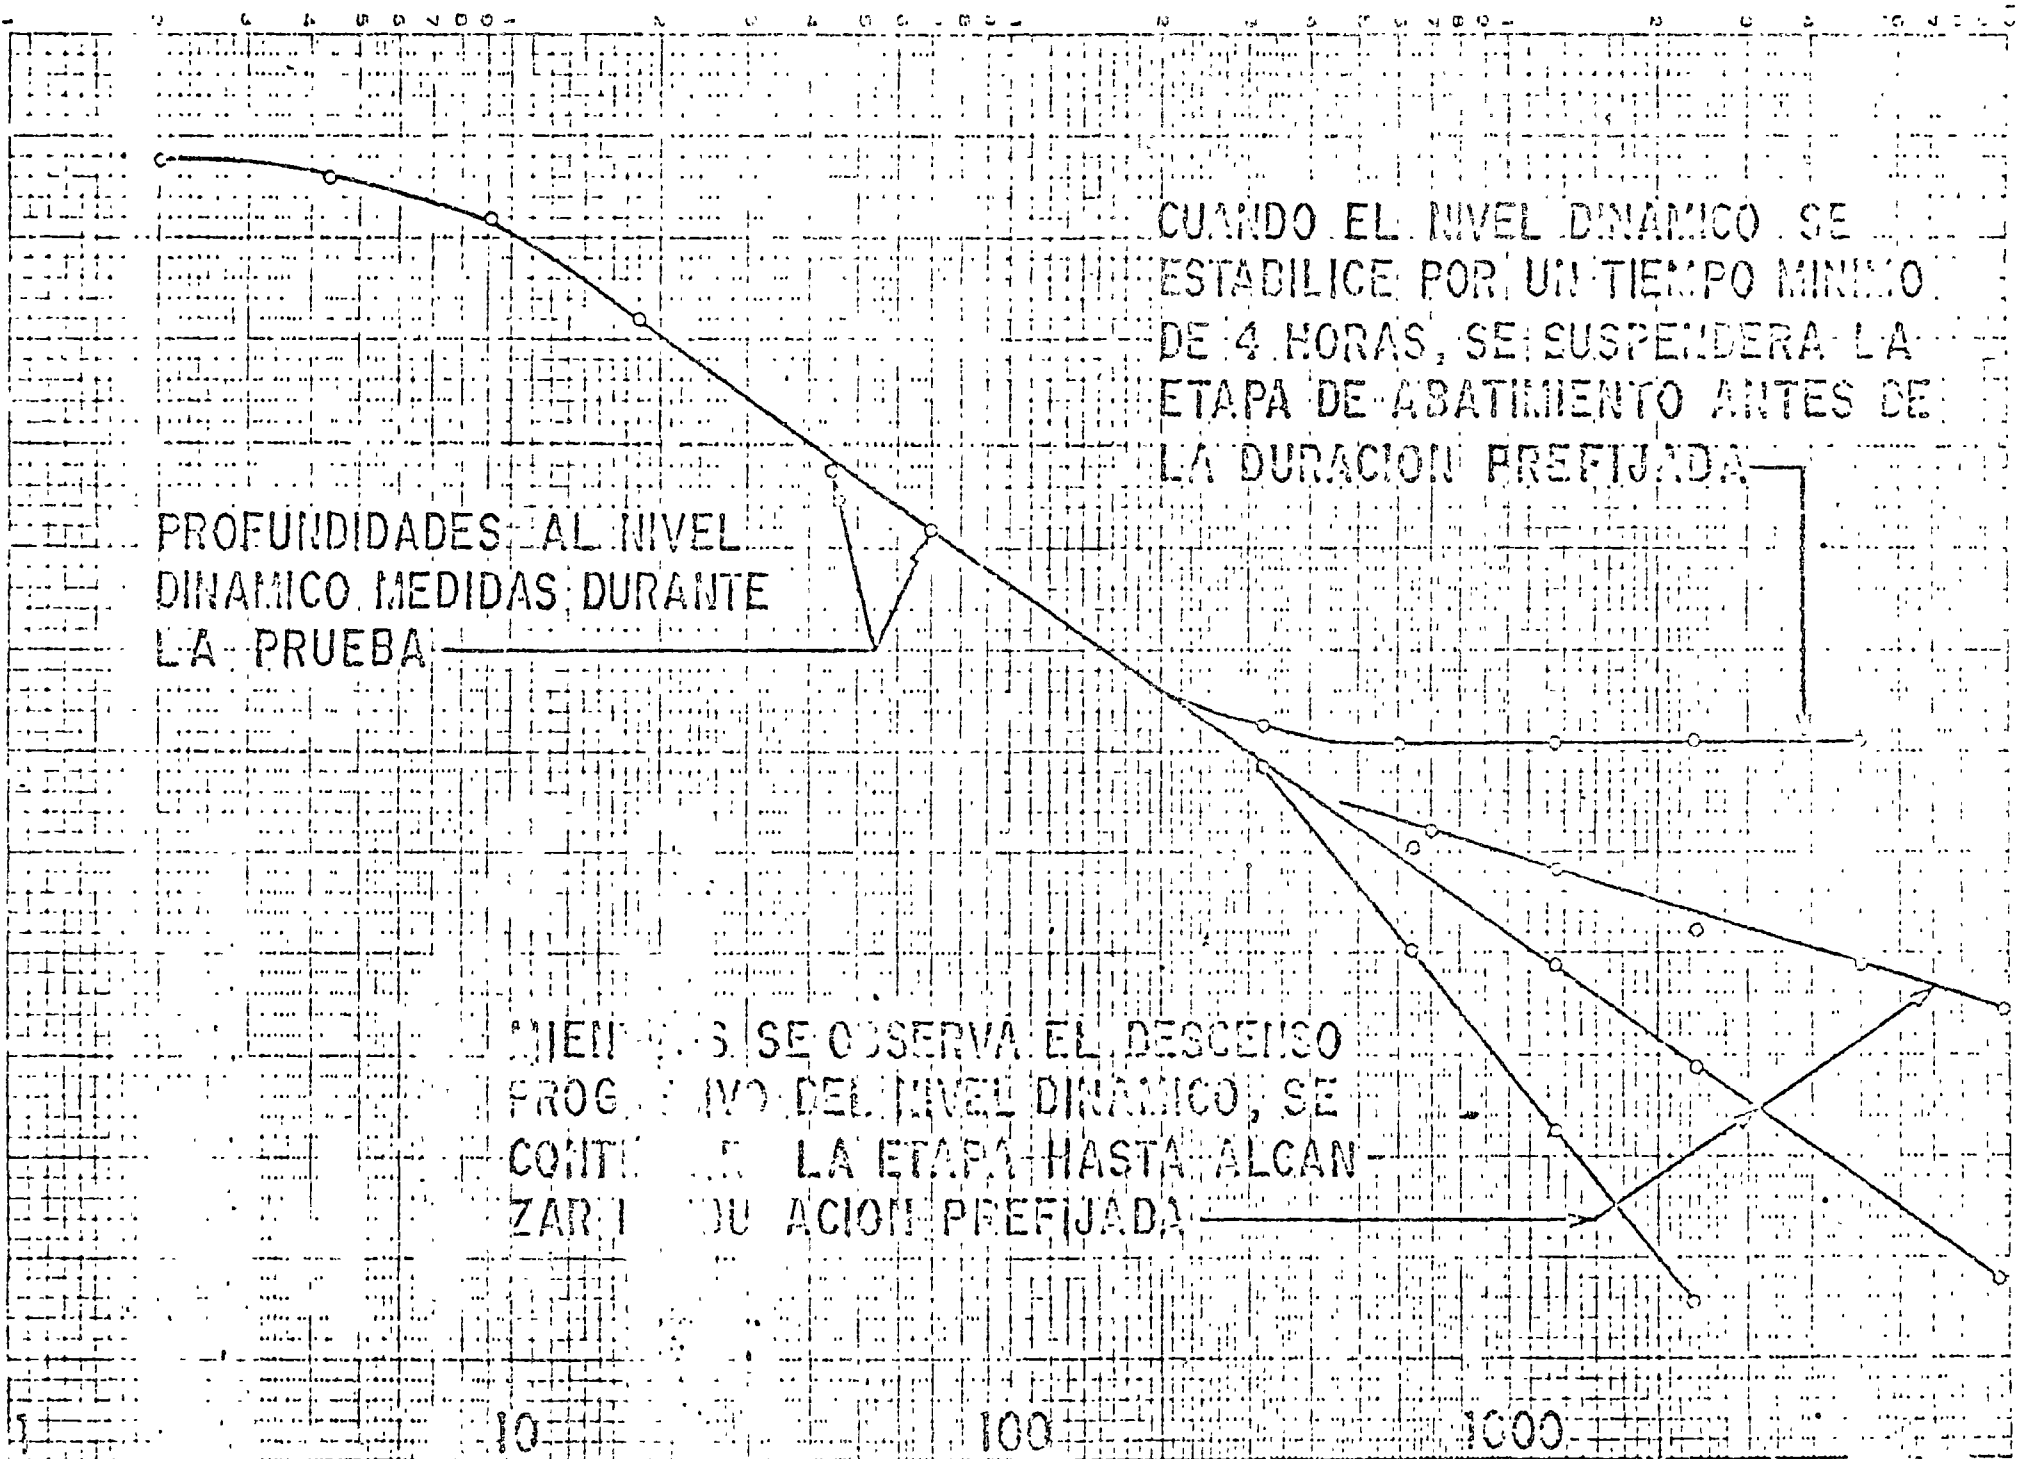 CUANDO EL NIVEL DINAMICO SE
ESTABILICE POR UN TIEMPO MINIMO
DE 4 HORAS, SE SUSPENDERA LA
ETAPA DE ABATIMIENTO ANTES DE
LA DURACION PREFIJADA
PROFUNDIDADES AL NIVEL
DINAMICO MEDIDAS DURANTE
LA PRUEBA
SE OBSERVA EL DESCENSO
DEL NIVEL DINAMICO, SE
LA ETAPA HASTA ALCAN-
ZAR PREFIJADA
1 10 100 1000